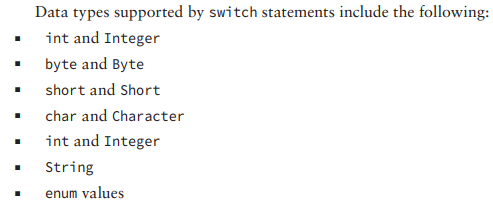 Data types supported by switch statements include the following:
▪ int and Integer
▪ byte and Byte
▪ short and Short
▪ char and Character
▪ int and Integer
▪ String
▪ enum values